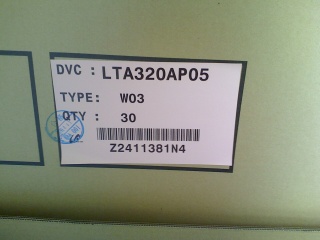 DVC : LTA320AP05
TYPE: W03
QTY : 30
Z2411381N4